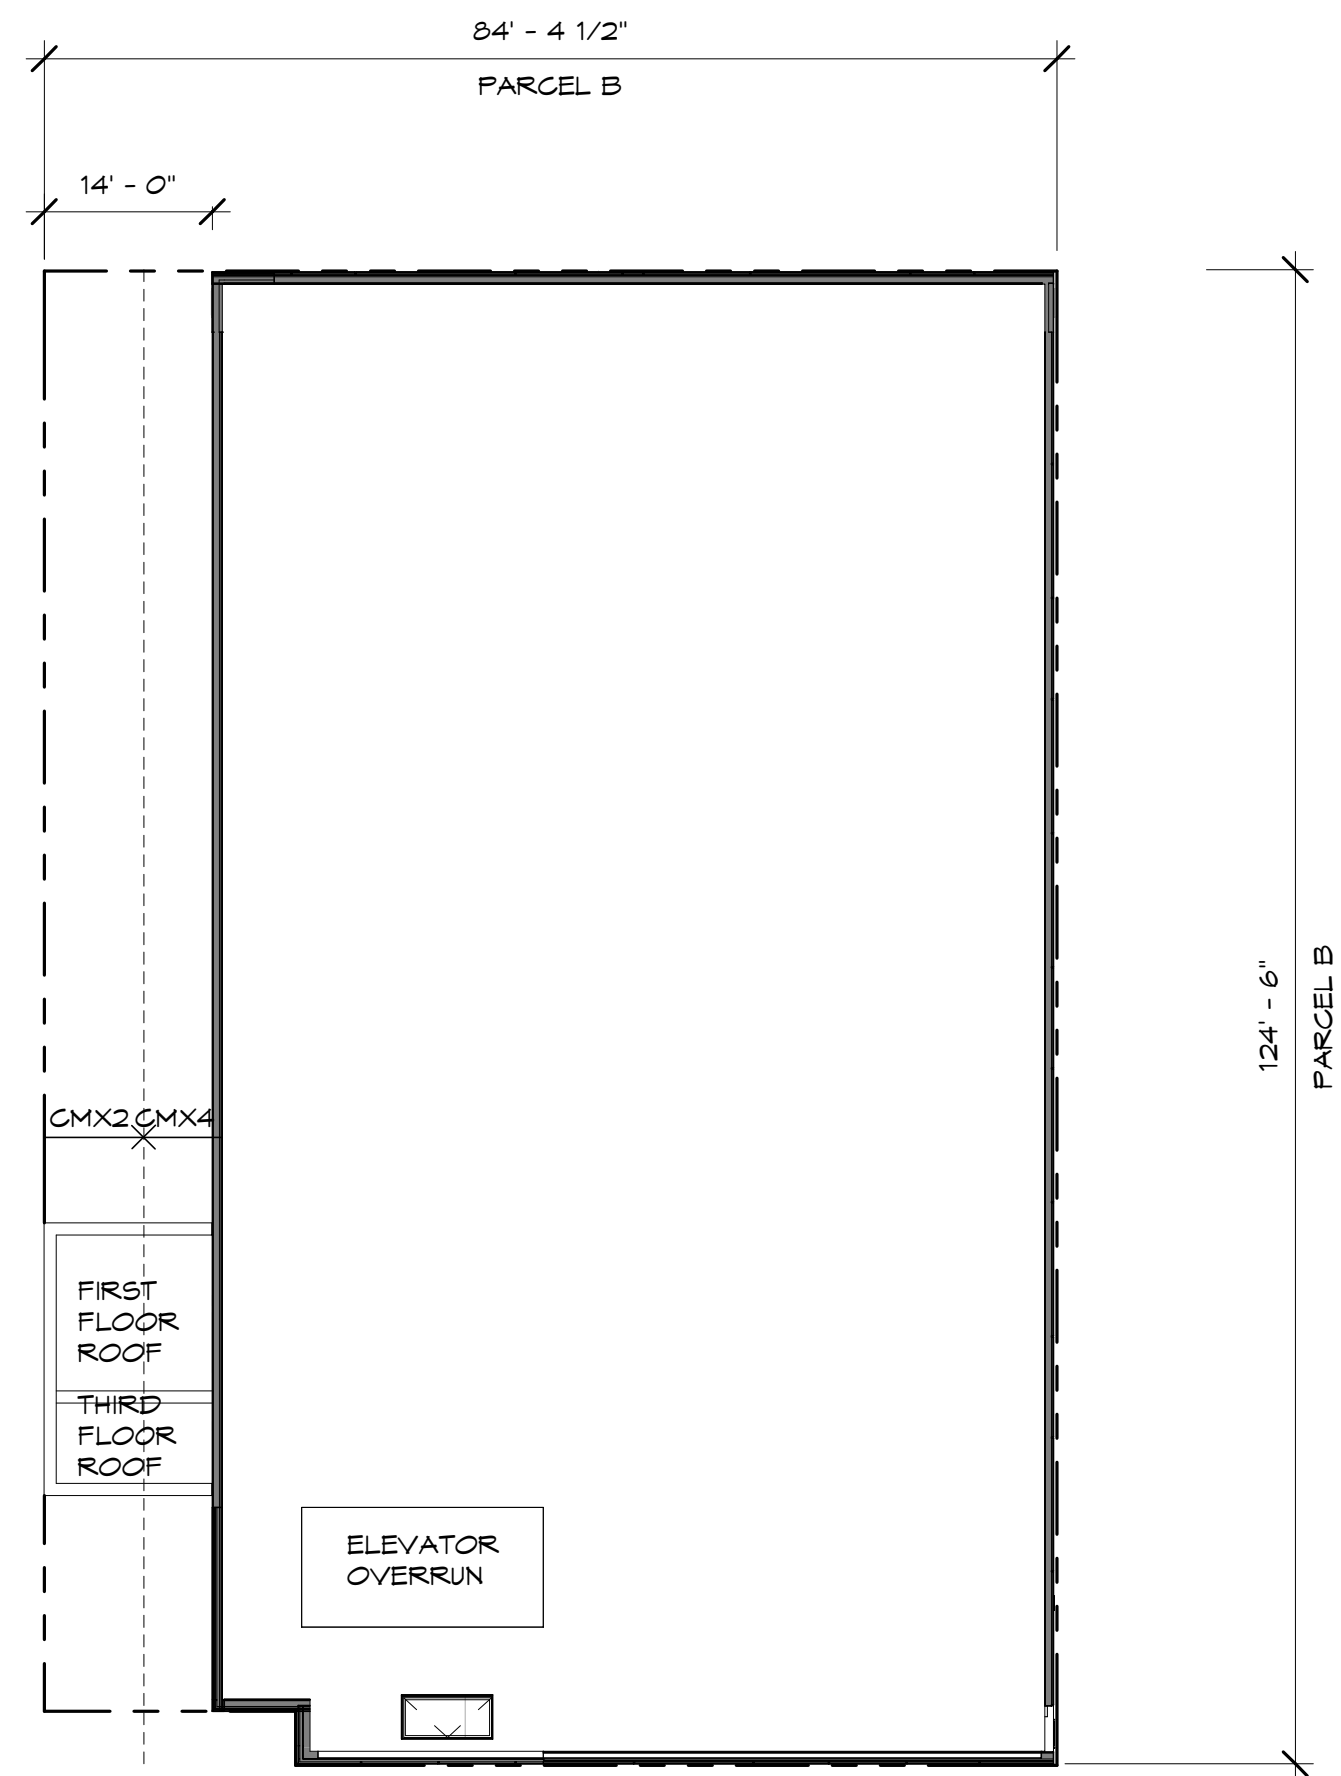 84' - 4 1/2"
PARCEL B
14' - 0"
124' - 6"
PARCEL B
CMX2 CMX4
FIRST
FLOOR
ROOF
THIRD
FLOOR
ROOF
ELEVATOR
OVERRUN